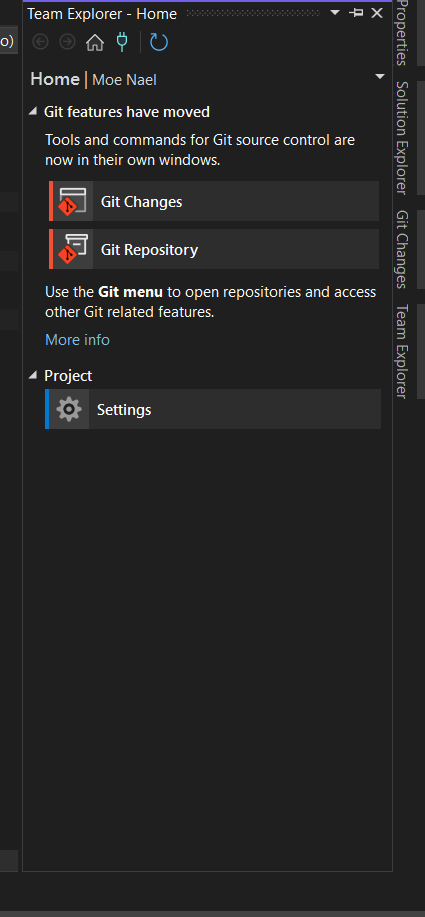 Team Explorer - Home
o)
Home | Moe Nael
Git features have moved
Tools and commands for Git source control are
now in their own windows.
Git Changes
Git Repository
Use the Git menu to open repositories and access
other Git related features.
More info
Project
Settings
Properties
Solution Explorer
Git Changes
Team Explorer